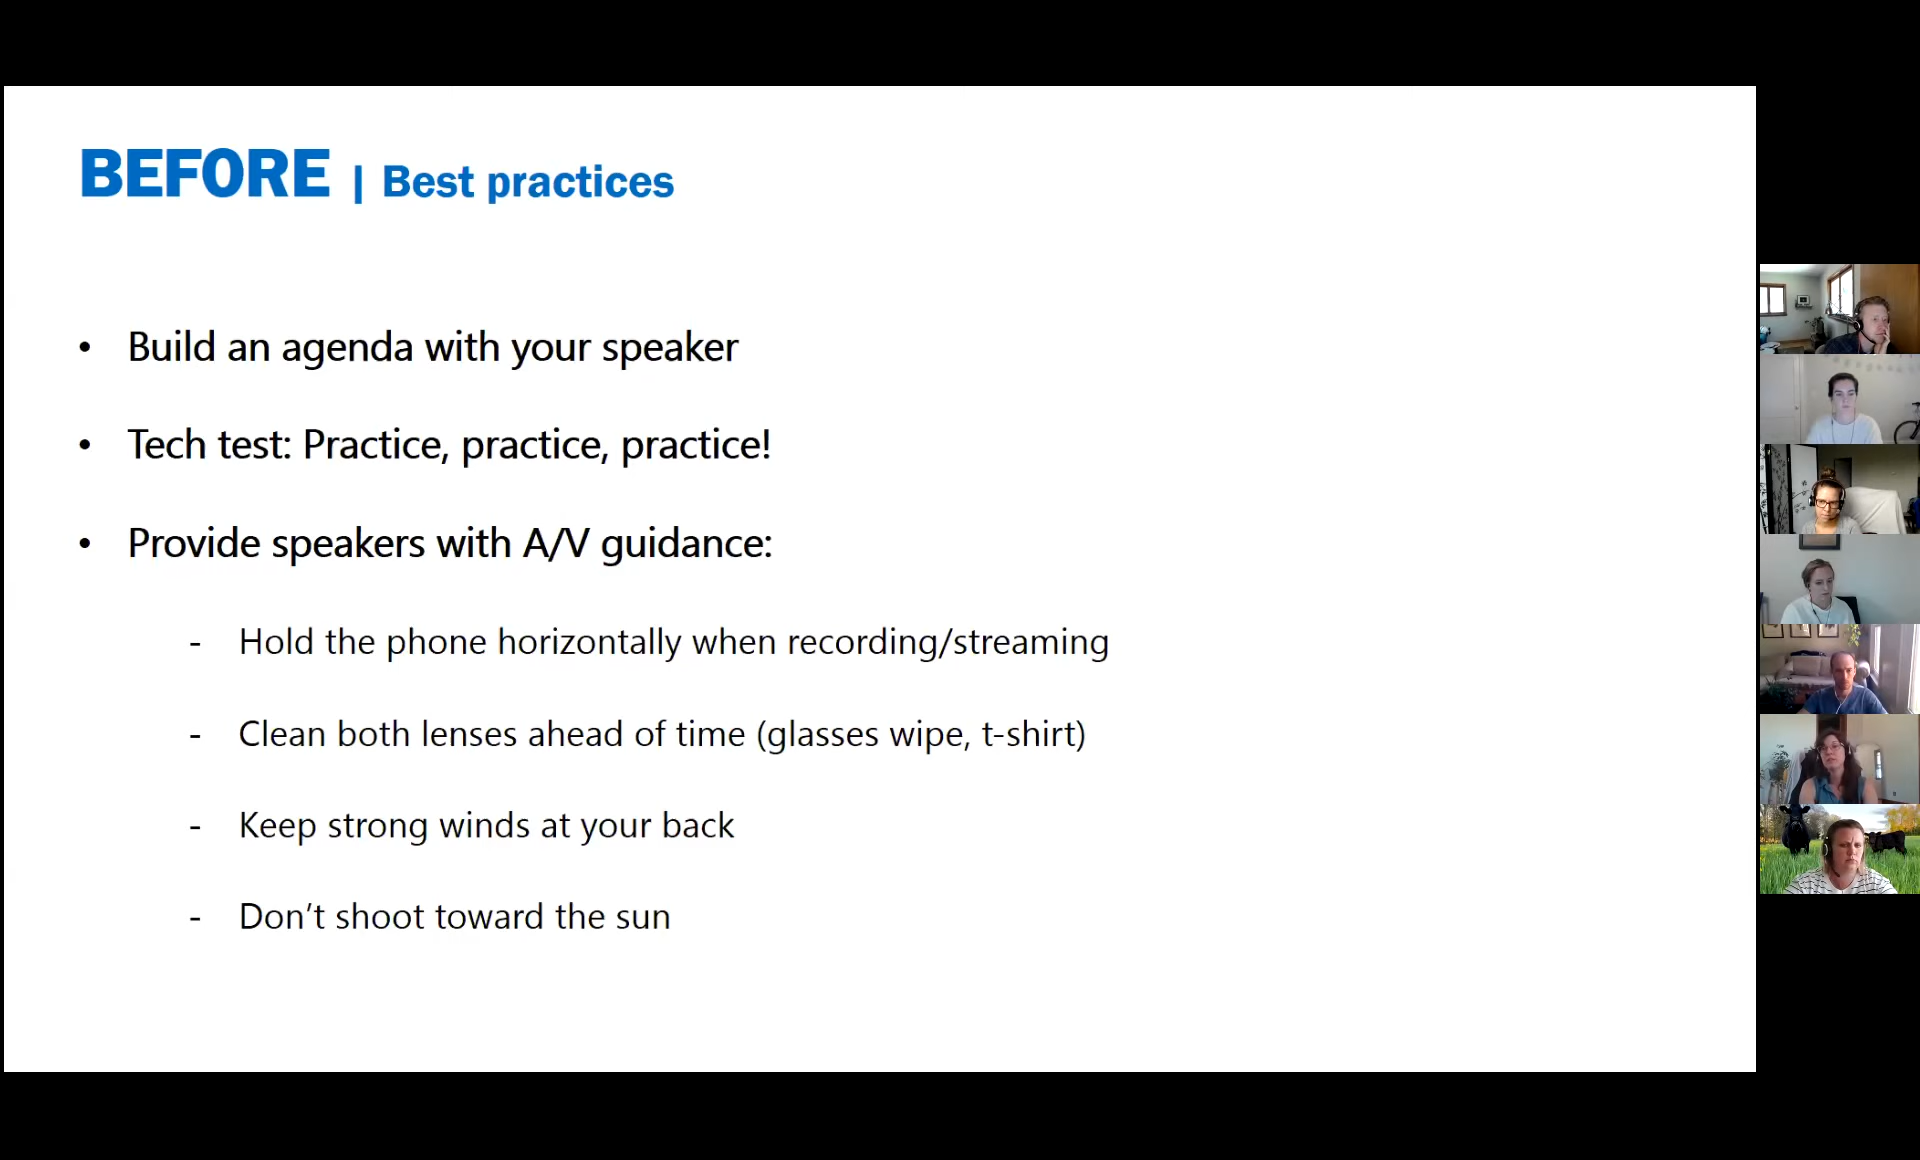 BEFORE | Best practices
• Build an agenda with your speaker
• Tech test: Practice, practice, practice!
• Provide speakers with A/V guidance:
- Hold the phone horizontally when recording/streaming
- Clean both lenses ahead of time (glasses wipe, t-shirt)
- Keep strong winds at your back
- Don’t shoot toward the sun